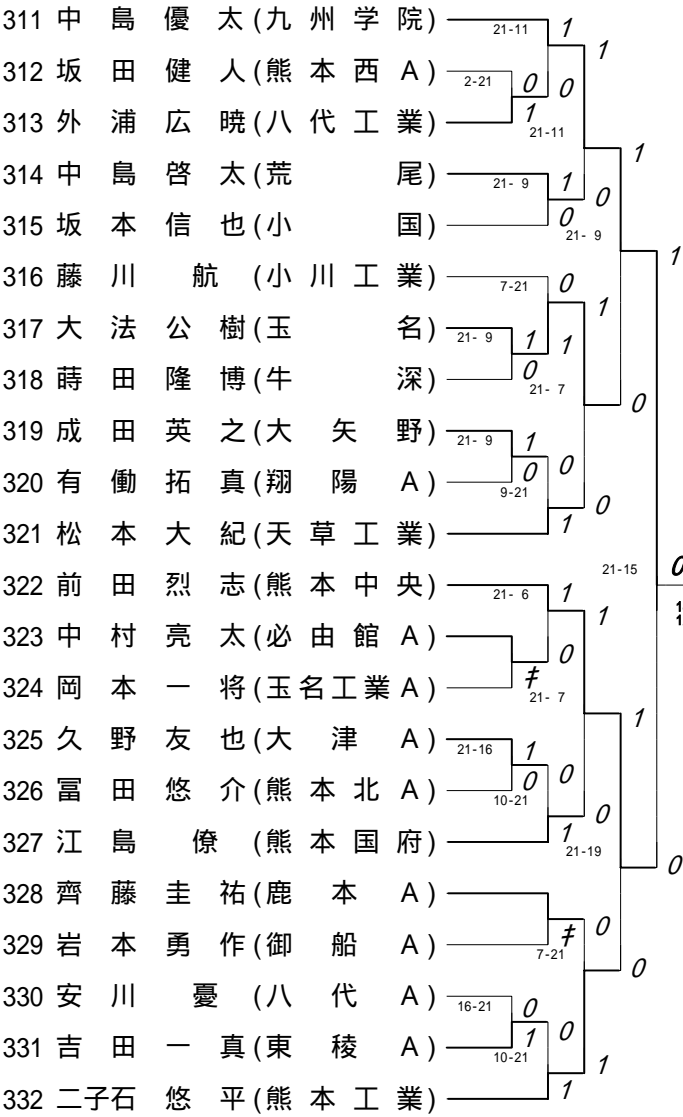 311 中島優太(九州学院)
21-11 1
1
312 坂田健人(熊本西A)
2-21 0 0
313 外浦広暁(八代工業)
1
21-11
1
314 中島啓太(荒尾)
21- 9 1 0
315 坂本信也(小国)
0
21- 9
1
316 藤川航(小川工業)
7-21 0
1
317 大法公樹(玉名)
21- 9 1 1
318 蒔田隆博(牛深)
0
21- 7
0
319 成田英之(大矢野)
21- 9 1
0 0
320 有働拓真(翔陽A)
9-21
0
321 松本大紀(天草工業)
1
21-15 0
322 前田烈志(熊本中央)
21- 6 1
1
323 中村亮太(必由館A)
0
324 岡本一将(玉名工業A)
キ
21- 7
1
325 久野友也(大津A)
21-16 1
0 0
326 冨田悠介(熊本北A)
10-21
0
327 江島僚(熊本国府)
1
21-19
0
328 齊藤圭祐(鹿本A)
キ 0
329 岩本勇作(御船A)
7-21
0
330 安川憂(八代A)
16-21 0
0
331 吉田一真(東稜A)
1
10-21
1
332 二子石悠平(熊本工業)
1